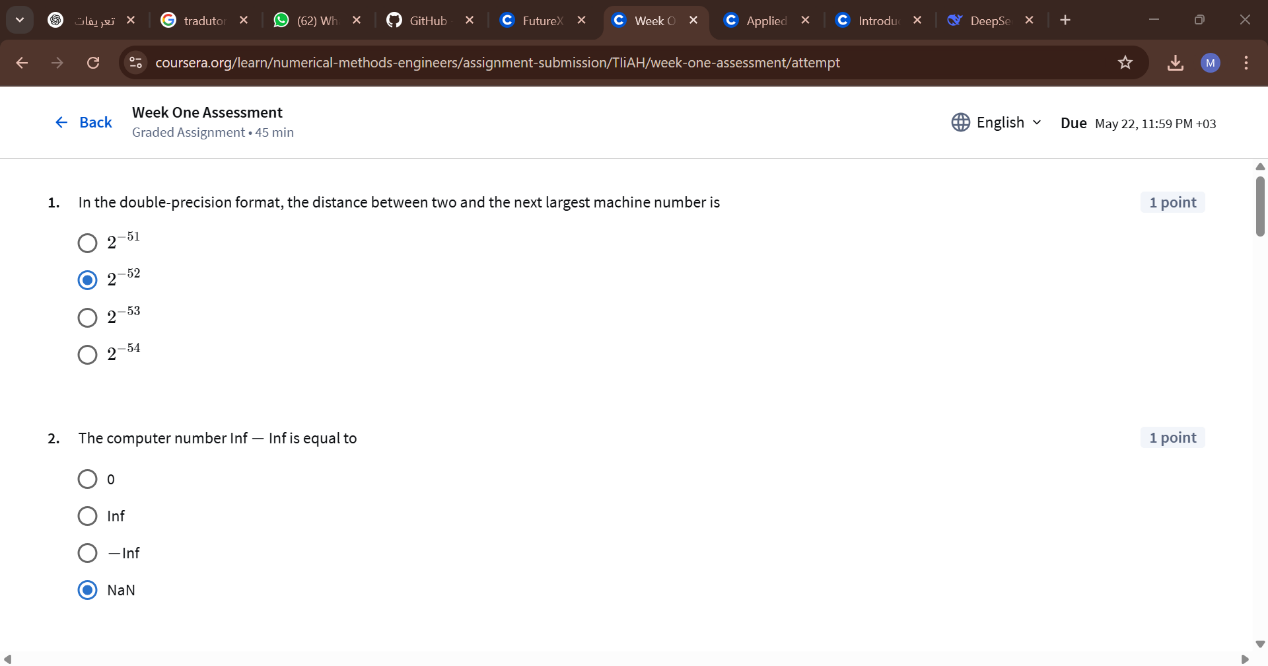 تعريفات
tradutor
(62) Wh
GitHub
FutureX
Week O
Applied
Introdu
DeepSe
coursera.org/learn/numerical-methods-engineers/assignment-submission/TIiAH/week-one-assessment/attempt
M
Back
Week One Assessment
Graded Assignment • 45 min
English
Due May 22, 11:59 PM +03
1. In the double-precision format, the distance between two and the next largest machine number is
1 point
2⁻⁵¹
2⁻⁵²
2⁻⁵³
2⁻⁵⁴
2. The computer number Inf — Inf is equal to
1 point
0
Inf
—Inf
NaN